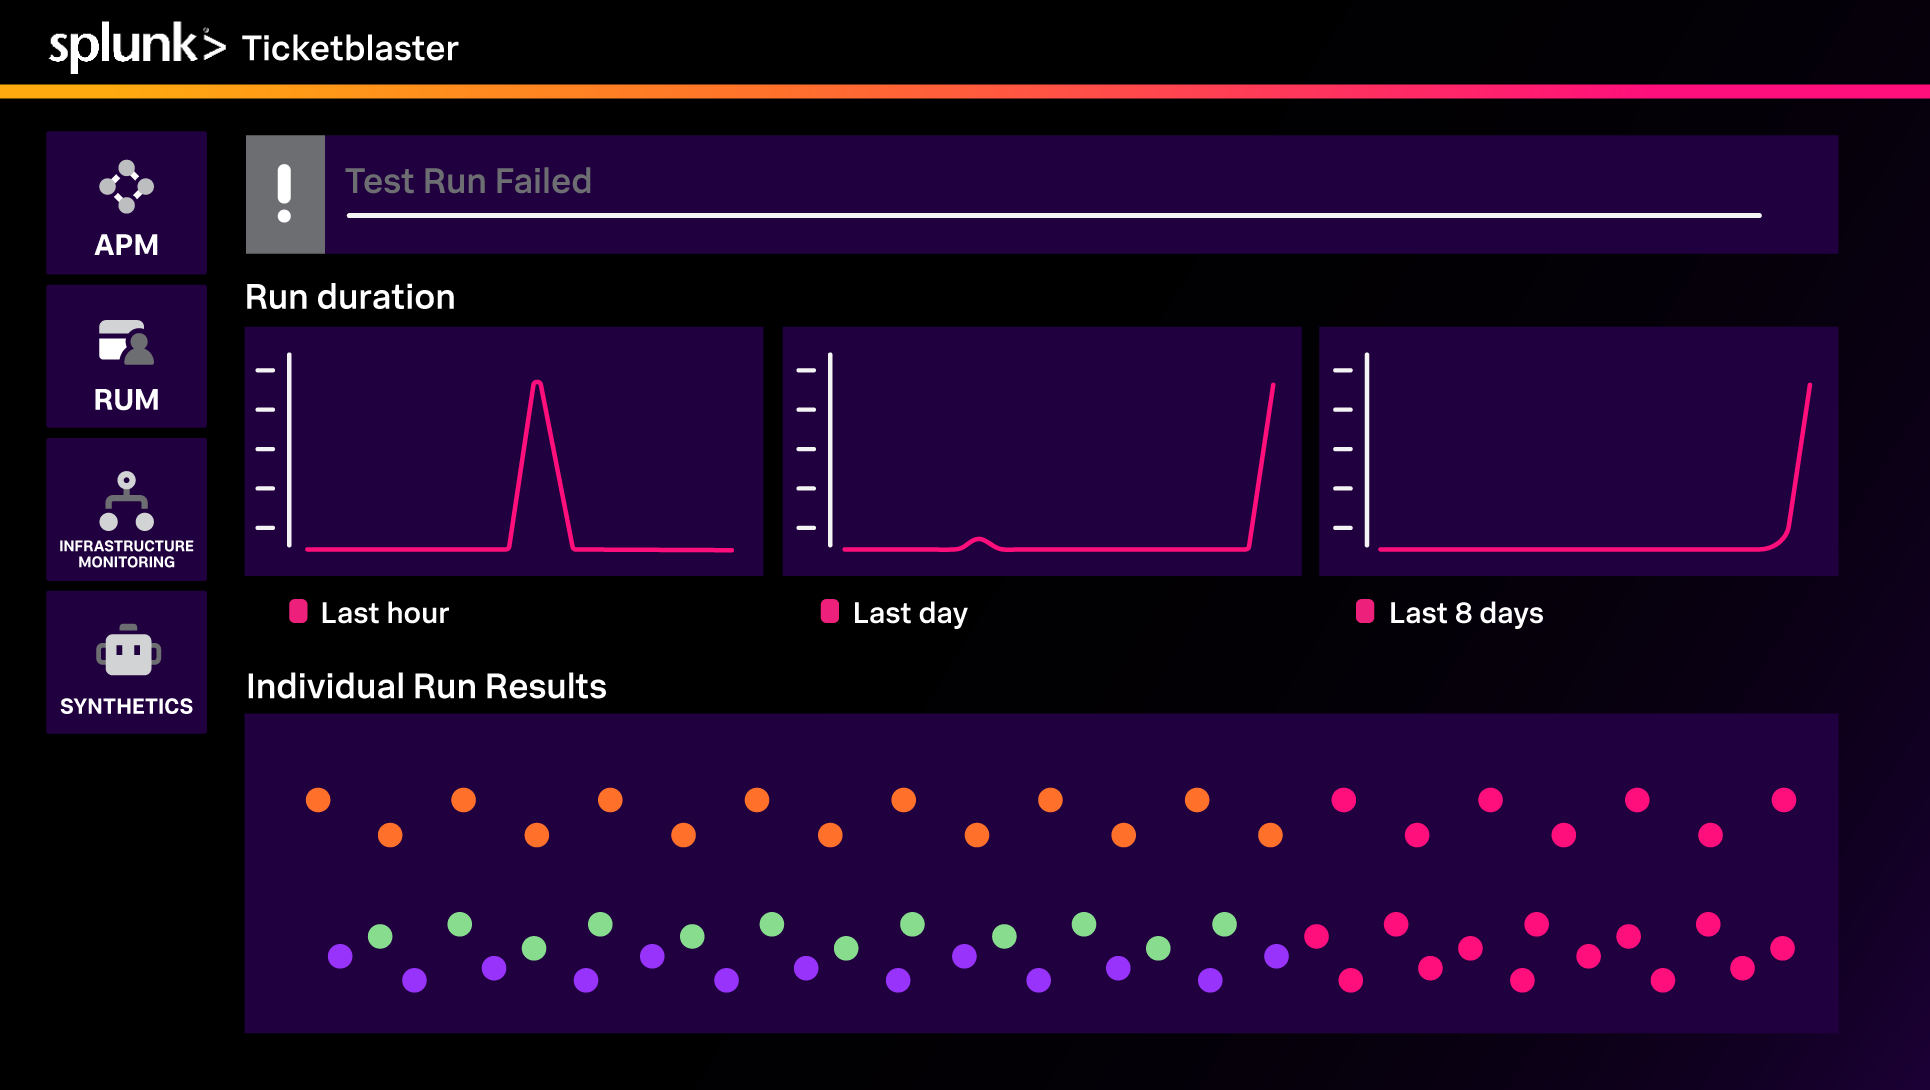 splunk> Ticketblaster
APM
RUM
INFRASTRUCTURE
MONITORING
SYNTHETICS
!
Test Run Failed
Run duration
Last hour
Last day
Last 8 days
Individual Run Results